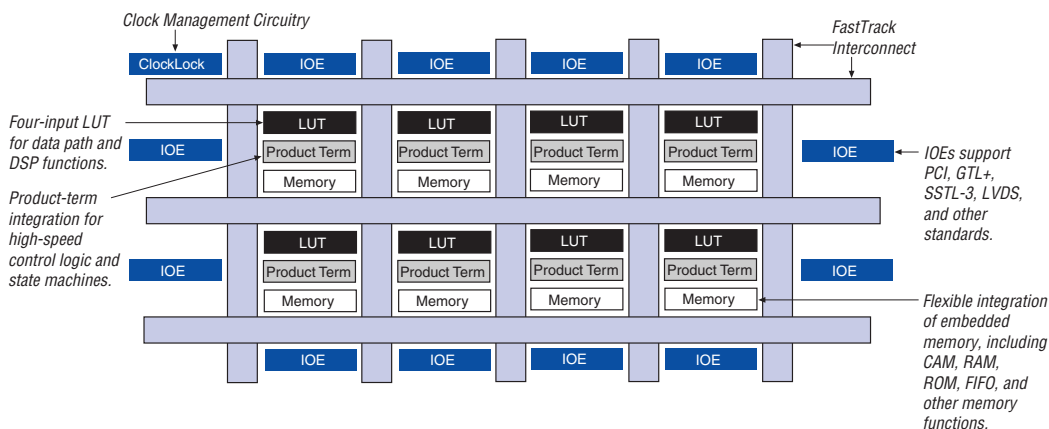 Clock Management Circuitry
FastTrack
Interconnect
ClockLock
IOE
IOE
IOE
IOE
Four-input LUT
for data path and
DSP functions.
LUT
LUT
LUT
LUT
IOE
Product Term
Product Term
Product Term
Product Term
IOE
IOEs support
PCI, GTL+,
SSTL-3, LVDS,
and other
standards.
Memory
Memory
Memory
Memory
Product-term
integration for
high-speed
control logic and
state machines.
LUT
LUT
LUT
LUT
IOE
Product Term
Product Term
Product Term
Product Term
IOE
Memory
Memory
Memory
Memory
Flexible integration
of embedded
memory, including
CAM, RAM,
ROM, FIFO, and
other memory
functions.
IOE
IOE
IOE
IOE